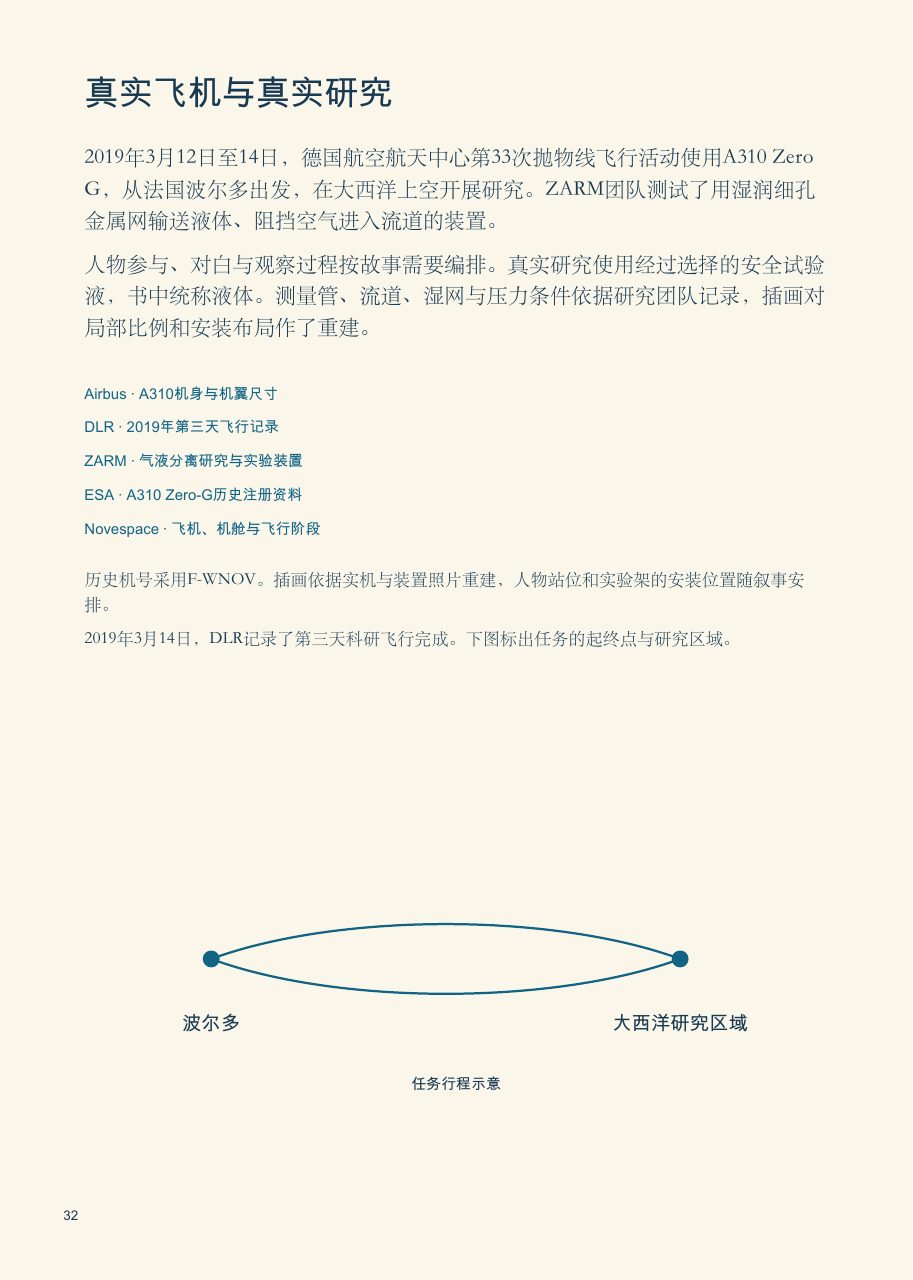 真实飞机与真实研究
2019年3月12日至14日，德国航空航天中心第33次抛物线飞行活动使用A310 Zero
G，从法国波尔多出发，在大西洋上空开展研究。ZARM团队测试了用湿润细孔
金属网输送液体、阻挡空气进入流道的装置。
人物参与、对白与观察过程按故事需要编排。真实研究使用经过选择的安全试验
液，书中统称液体。测量管、流道、湿网与压力条件依据研究团队记录，插画对
局部比例和安装布局作了重建。
Airbus · A310机身与机翼尺寸
DLR · 2019年第三天飞行记录
ZARM · 气液分离研究与实验装置
ESA · A310 Zero-G历史注册资料
Novespace · 飞机、机舱与飞行阶段
历史机号采用F-WNOV。插画依据实机与装置照片重建，人物站位和实验架的安装位置随叙事安
排。
2019年3月14日，DLR记录了第三天科研飞行完成。下图标出任务的起终点与研究区域。
波尔多
大西洋研究区域
任务行程示意
32